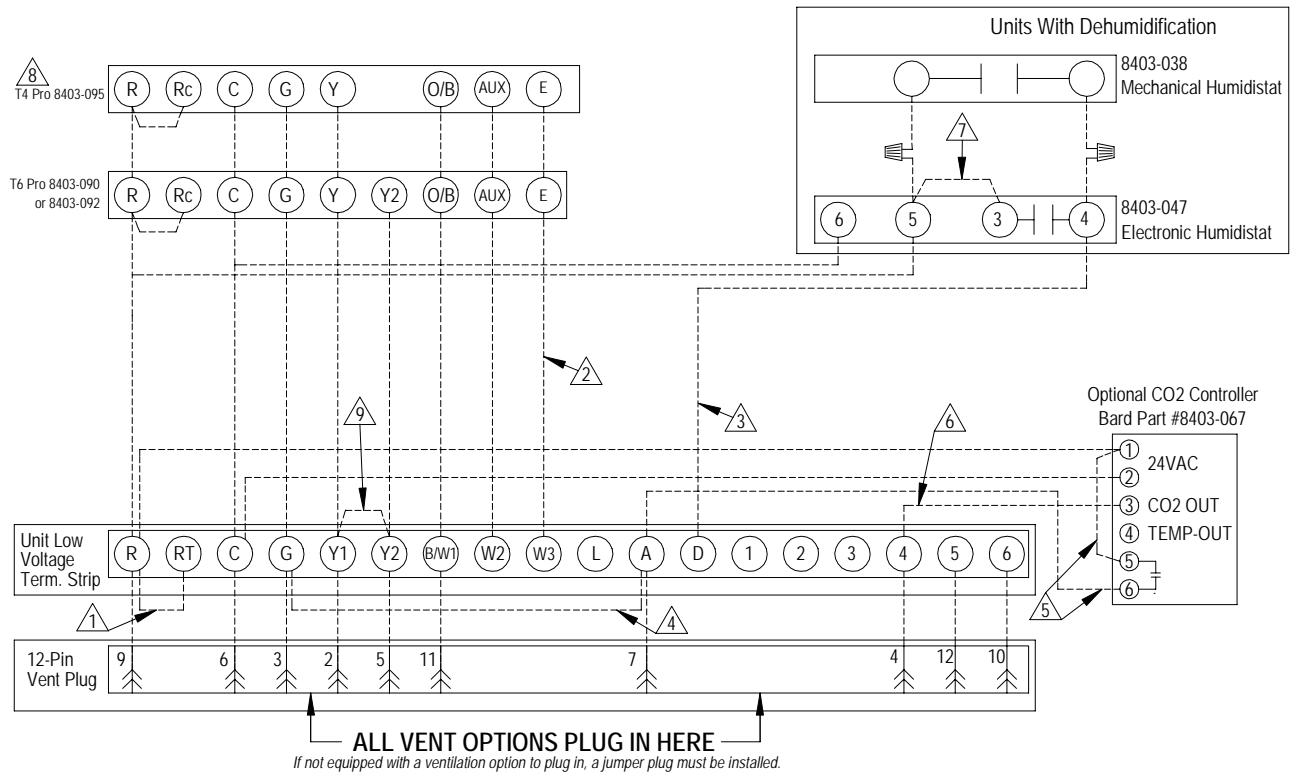 Units With Dehumidification
8403-038
Mechanical Humidistat
8
T4 Pro 8403-095
R Rc C G Y O/B AUX E
7
T6 Pro 8403-090
or 8403-092
R Rc C G Y Y2 O/B AUX E
6 5 3 4
8403-047
Electronic Humidistat
2
3
9
6
Optional CO2 Controller
Bard Part #8403-067
1
24VAC
2
3 CO2 OUT
4 TEMP-OUT
5
6
5
Unit Low
Voltage
Term. Strip
R RT C G Y1 Y2 B/W1 W2 W3 L A D 1 2 3 4 5 6
1
4
12-Pin
Vent Plug
9 6 3 2 5 11 7 4 12 10
ALL VENT OPTIONS PLUG IN HERE
If not equipped with a ventilation option to plug in, a jumper plug must be installed.